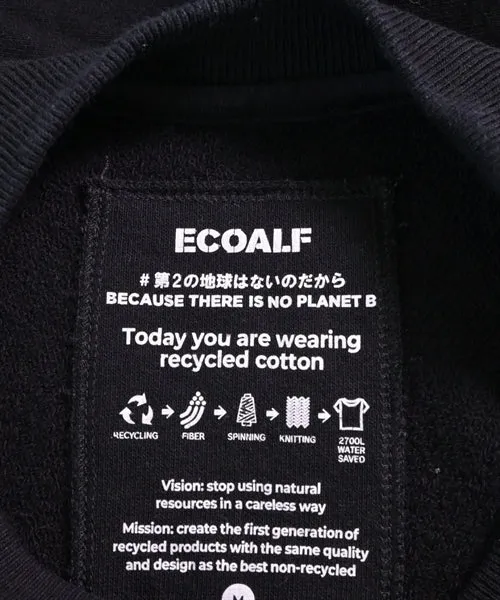 ECOALF
#第2の地球はないのだから
BECAUSE THERE IS NO PLANET B
Today you are wearing
recycled cotton
RECYCLING FIBER SPINNING KNITTING 2700L
WATER
SAVED
Vision: stop using natural
resources in a careless way
Mission: create the first generation of
recycled products with the same quality
and design as the best non-recycled
M